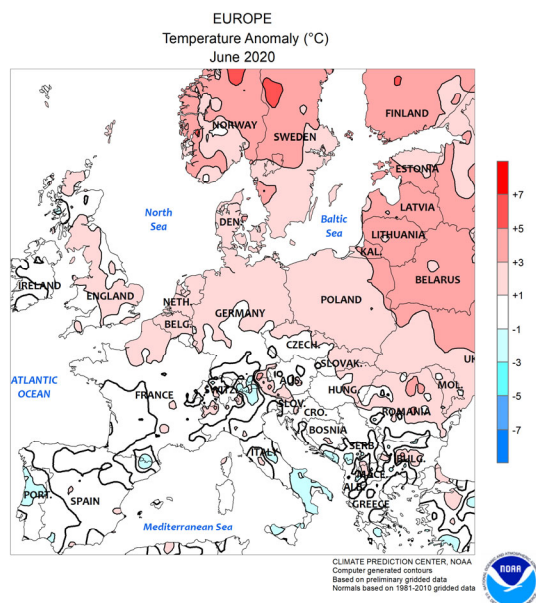 EUROPE
Temperature Anomaly (°C)
June 2020
FINLAND
NORWAY
SWEDEN
ESTONIA
North
Sea
DEN.
Baltic
Sea
LATVIA
LITHUANIA
KAL.
IRELAND
ENGLAND
NETH.
BELG.
GERMANY
POLAND
BELARUS
CZECH.
SLOVAK.
UK
ATLANTIC
OCEAN
FRANCE
AUS.
HUNG.
MOL.
SLOV.
CRO.
ROMANIA
BOSNIA
SERB.
ITALY
BULG.
MACE.
ALB.
GREECE
PORT.
SPAIN
Mediterranean Sea
+7
+5
+3
+1
-1
-3
-5
-7
CLIMATE PREDICTION CENTER, NOAA
Computer generated contours
Based on preliminary gridded data
Normals based on 1981-2010 gridded data
NOAA